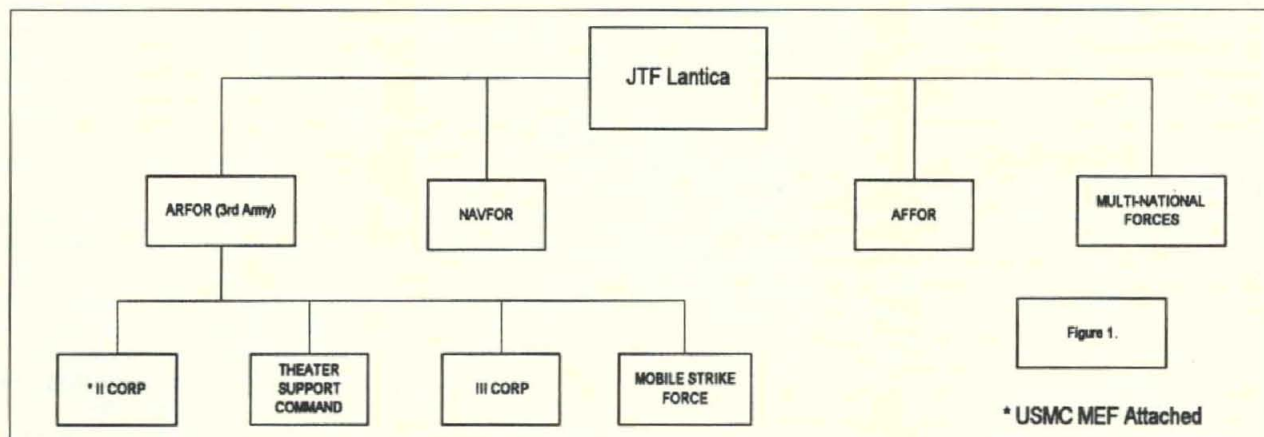 JTF Lantica
ARFOR (3rd Army)
NAVFOR
AFFOR
MULTI-NATIONAL
FORCES
* II CORP
THEATER
SUPPORT
COMMAND
III CORP
MOBILE STRIKE
FORCE
Figure 1.
* USMC MEF Attached